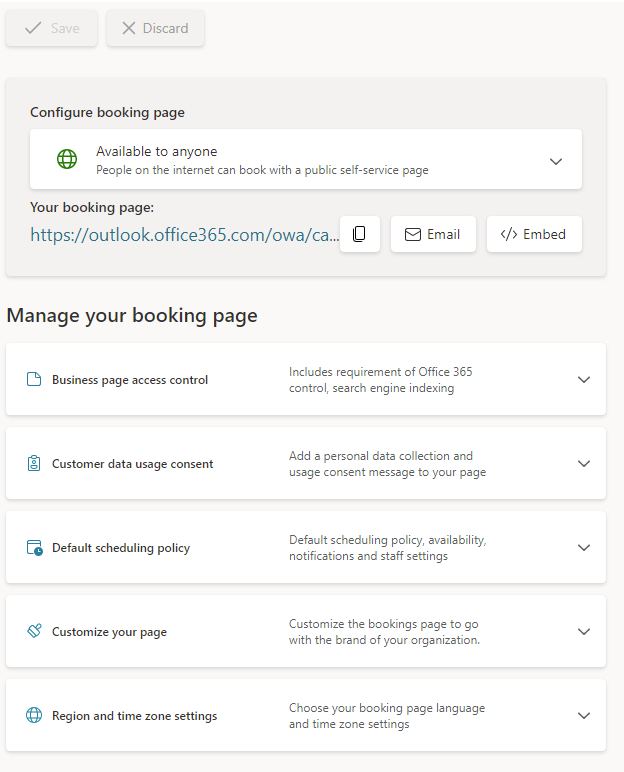 Save
Discard
Configure booking page
Available to anyone
People on the internet can book with a public self-service page
Your booking page:
https://outlook.office365.com/owa/ca...
Email
</> Embed
Manage your booking page
Business page access control
Includes requirement of Office 365
control, search engine indexing
Customer data usage consent
Add a personal data collection and
usage consent message to your page
Default scheduling policy
Default scheduling policy, availability,
notifications and staff settings
Customize your page
Customize the bookings page to go
with the brand of your organization.
Region and time zone settings
Choose your booking page language
and time zone settings